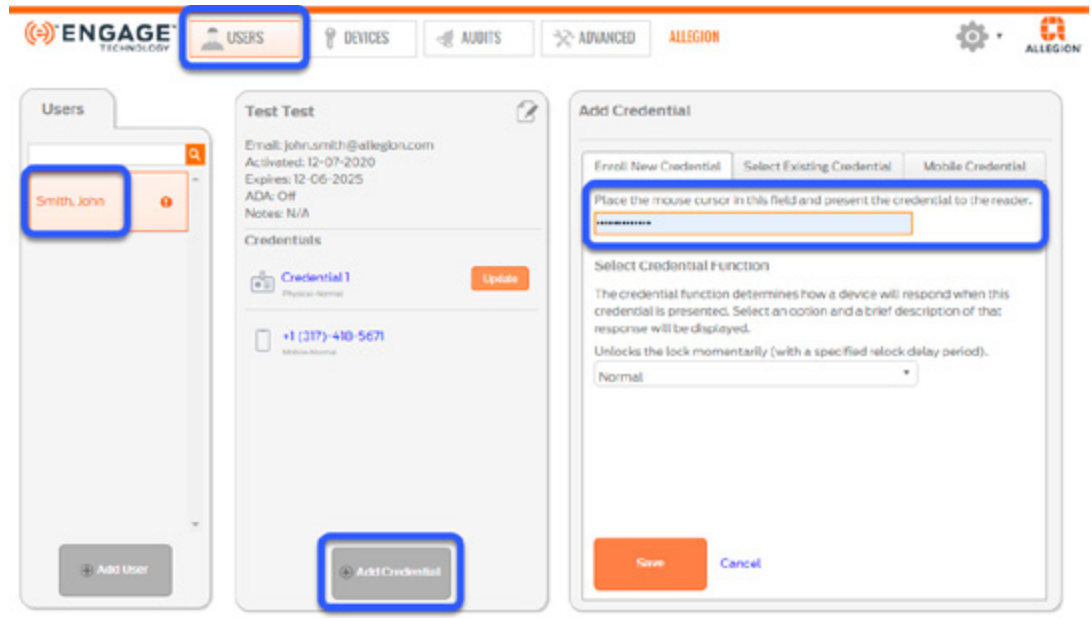 ENGAGE
TECHNOLOGY
USERS
DEVICES
AUDITS
ADVANCED
ALLEGION
ALLEGION
Users
Smith, John
Add User
Test Test
Email: john.smith@allegion.com
Activated: 12-07-2020
Expires: 12-06-2025
ADA: Off
Notes: N/A
Credentials
Credential 1
Physical-Normal
Update
+1 (317)-418-5671
Mobile-Normal
Add Credential
Add Credential
Enroll New Credential
Select Existing Credential
Mobile Credential
Place the mouse cursor in this field and present the credential to the reader.
Select Credential Function
The credential function determines how a device will respond when this
credential is presented. Select an option and a brief description of that
response will be displayed.
Unlocks the lock momentarily (with a specified relock delay period).
Normal
Save
Cancel